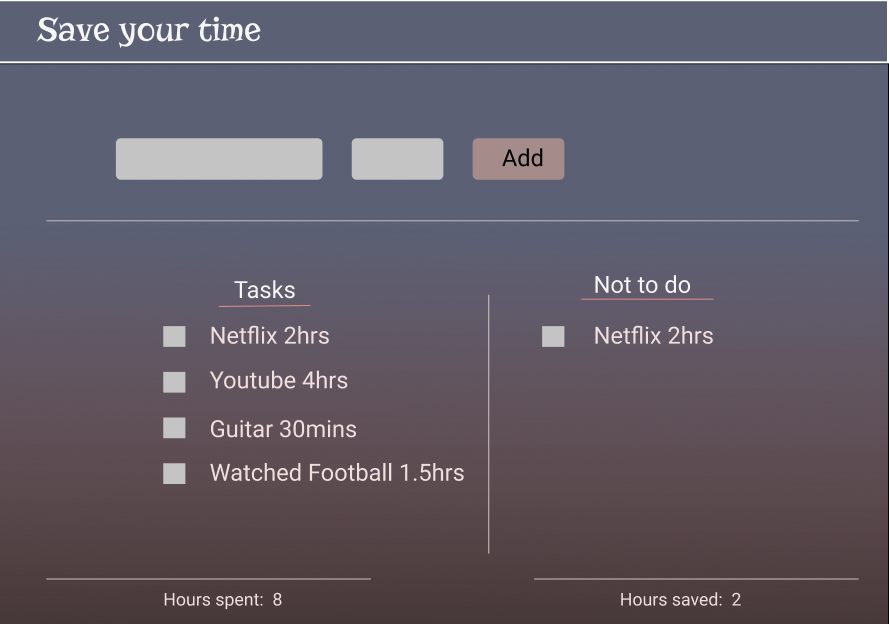 Save your time
Add
Tasks
Netflix 2hrs
Youtube 4hrs
Guitar 30mins
Watched Football 1.5hrs
Hours spent: 8
Not to do
Netflix 2hrs
Hours saved: 2